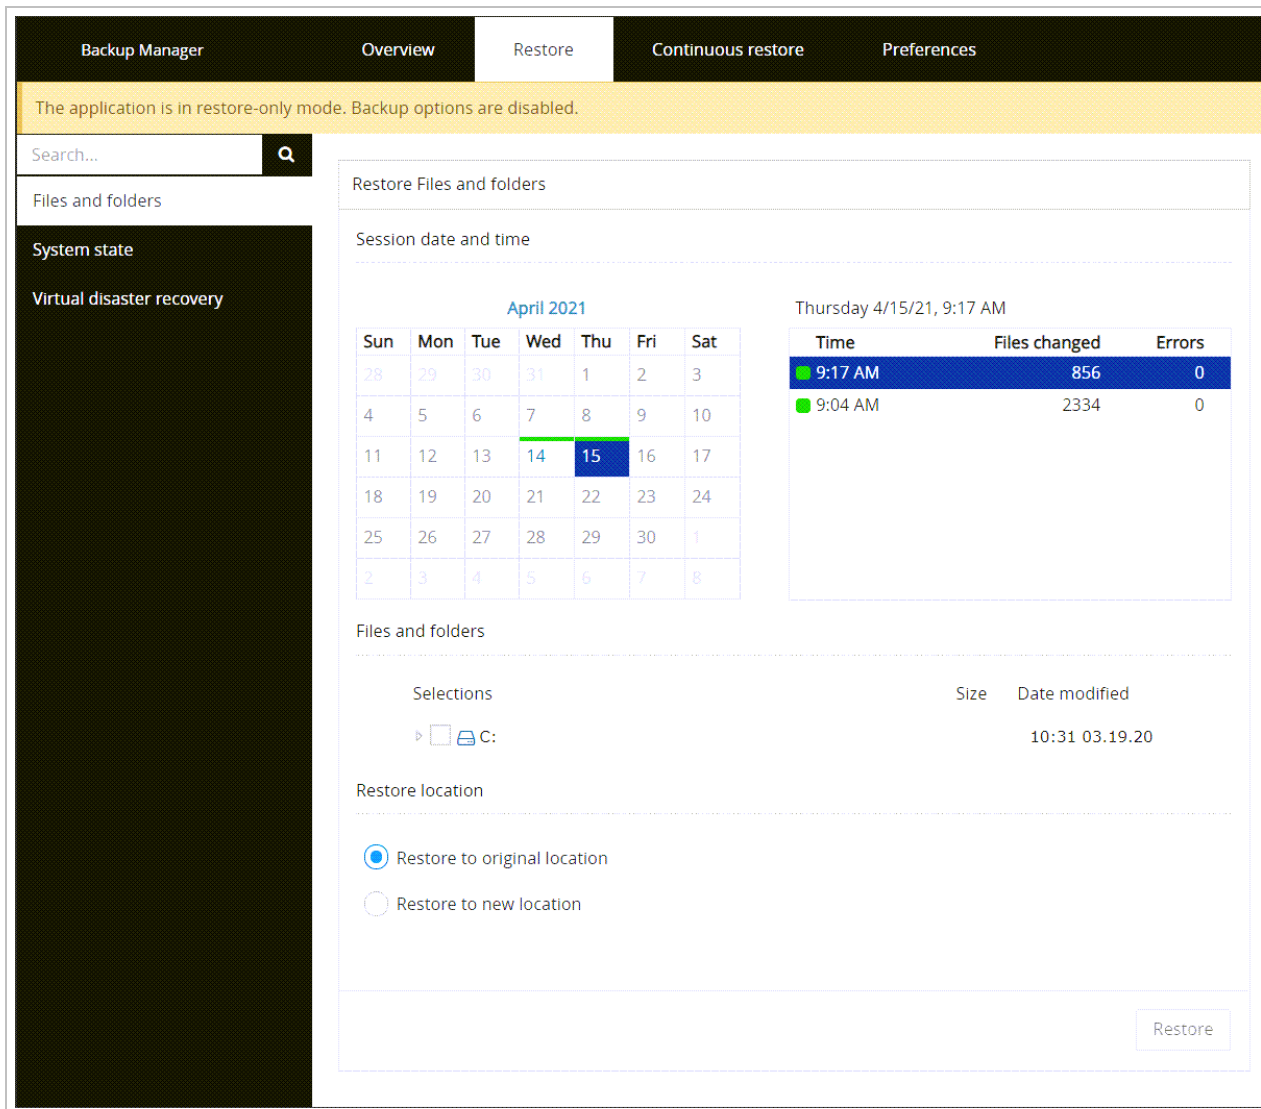 Backup Manager Overview Restore Continuous restore Preferences
The application is in restore-only mode. Backup options are disabled.
Search...
Files and folders
System state
Virtual disaster recovery
Restore Files and folders
Session date and time
April 2021
Sun Mon Tue Wed Thu Fri Sat
28 29 30 31 1 2 3
4 5 6 7 8 9 10
11 12 13 14 15 16 17
18 19 20 21 22 23 24
25 26 27 28 29 30 1
2 3 4 5 6 7 8
Thursday 4/15/21, 9:17 AM
Time Files changed Errors
9:17 AM 856 0
9:04 AM 2334 0
Files and folders
Selections Size Date modified
C: 10:31 03.19.20
Restore location
Restore to original location
Restore to new location
Restore